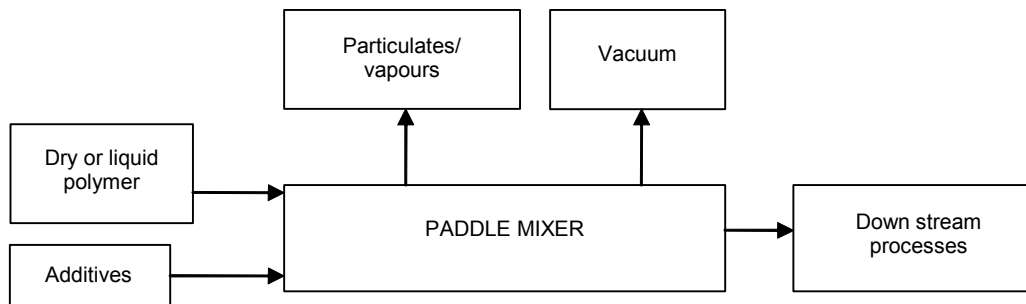 Particulates/
vapours
Vacuum
Dry or liquid
polymer
PADDLE MIXER
Down stream
processes
Additives